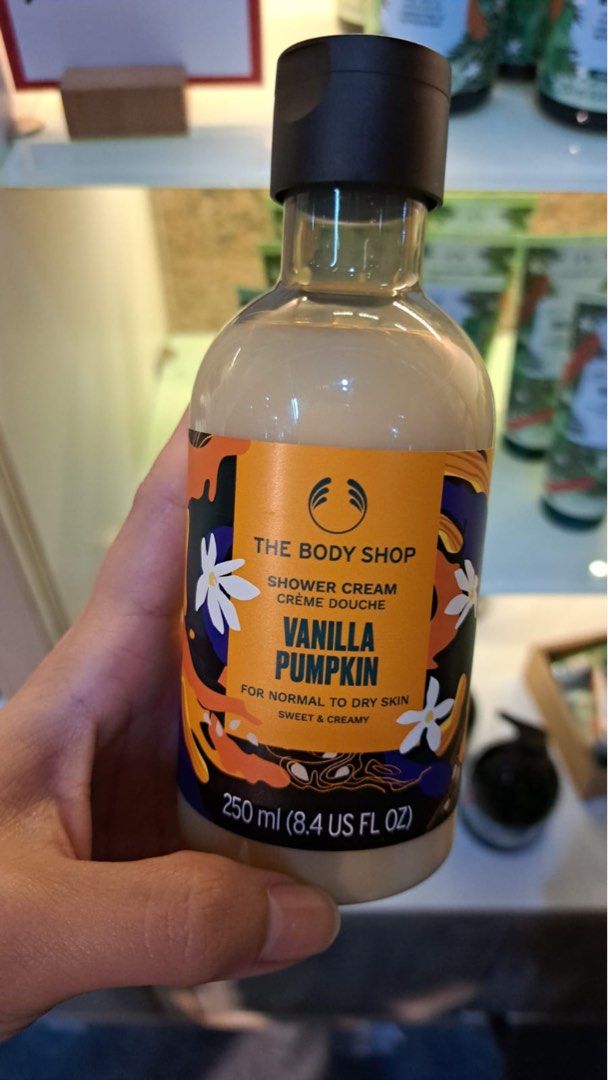 THE BODY SHOP
SHOWER CREAM
CRÈME DOUCHE
VANILLA
PUMPKIN
FOR NORMAL TO DRY SKIN
SWEET & CREAMY
250 ml (8.4 US FL OZ)